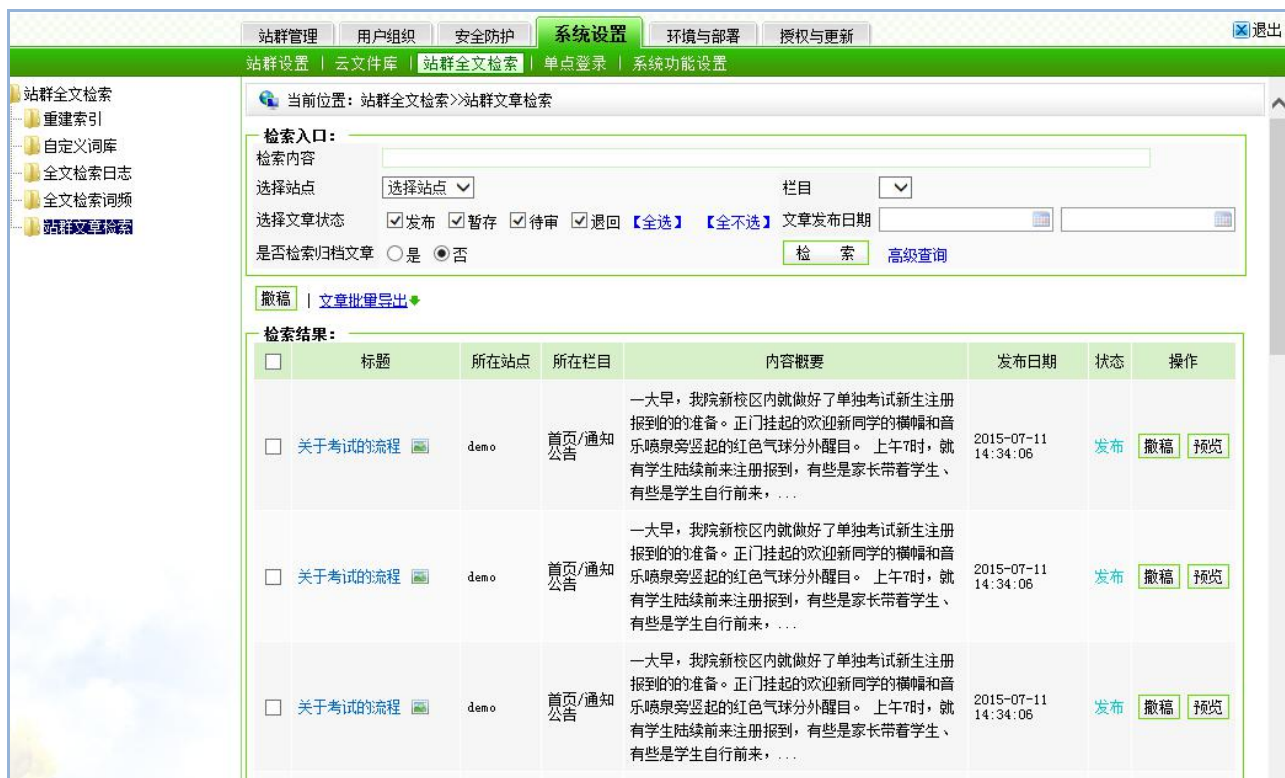 站群管理 用户组织 安全防护 系统设置 环境与部署 授权与更新 退出
站群设置 | 云文件库 | 站群全文检索 | 单点登录 | 系统功能设置
站群全文检索
重建索引
自定义词库
全文检索日志
全文检索词频
站群文章检索
当前位置：站群全文检索>>站群文章检索
检索入口：
检索内容
选择站点 选择站点 栏目
选择文章状态 发布 暂存 待审 退回 【全选】 【全不选】 文章发布日期
是否检索归档文章 是 否 检 索 高级查询
撤稿 | 文章批量导出
检索结果：
标题 所在站点 所在栏目 内容概要 发布日期 状态 操作
一大早，我院新校区内就做好了单独考试新生注册
报到的的准备。正门挂起的欢迎新同学的横幅和音
关于考试的流程 demo 首页/通知 乐喷泉旁竖起的红色气球分外醒目。 上午7时，就 2015-07-11 发布 撤稿 预览
公告 有学生陆续前来注册报到，有些是家长带着学生、 14:34:06
有些是学生自行前来，...
一大早，我院新校区内就做好了单独考试新生注册
报到的的准备。正门挂起的欢迎新同学的横幅和音
关于考试的流程 demo 首页/通知 乐喷泉旁竖起的红色气球分外醒目。 上午7时，就 2015-07-11 发布 撤稿 预览
公告 有学生陆续前来注册报到，有些是家长带着学生、 14:34:06
有些是学生自行前来，...
一大早，我院新校区内就做好了单独考试新生注册
报到的的准备。正门挂起的欢迎新同学的横幅和音
关于考试的流程 demo 首页/通知 乐喷泉旁竖起的红色气球分外醒目。 上午7时，就 2015-07-11 发布 撤稿 预览
公告 有学生陆续前来注册报到，有些是家长带着学生、 14:34:06
有些是学生自行前来，...